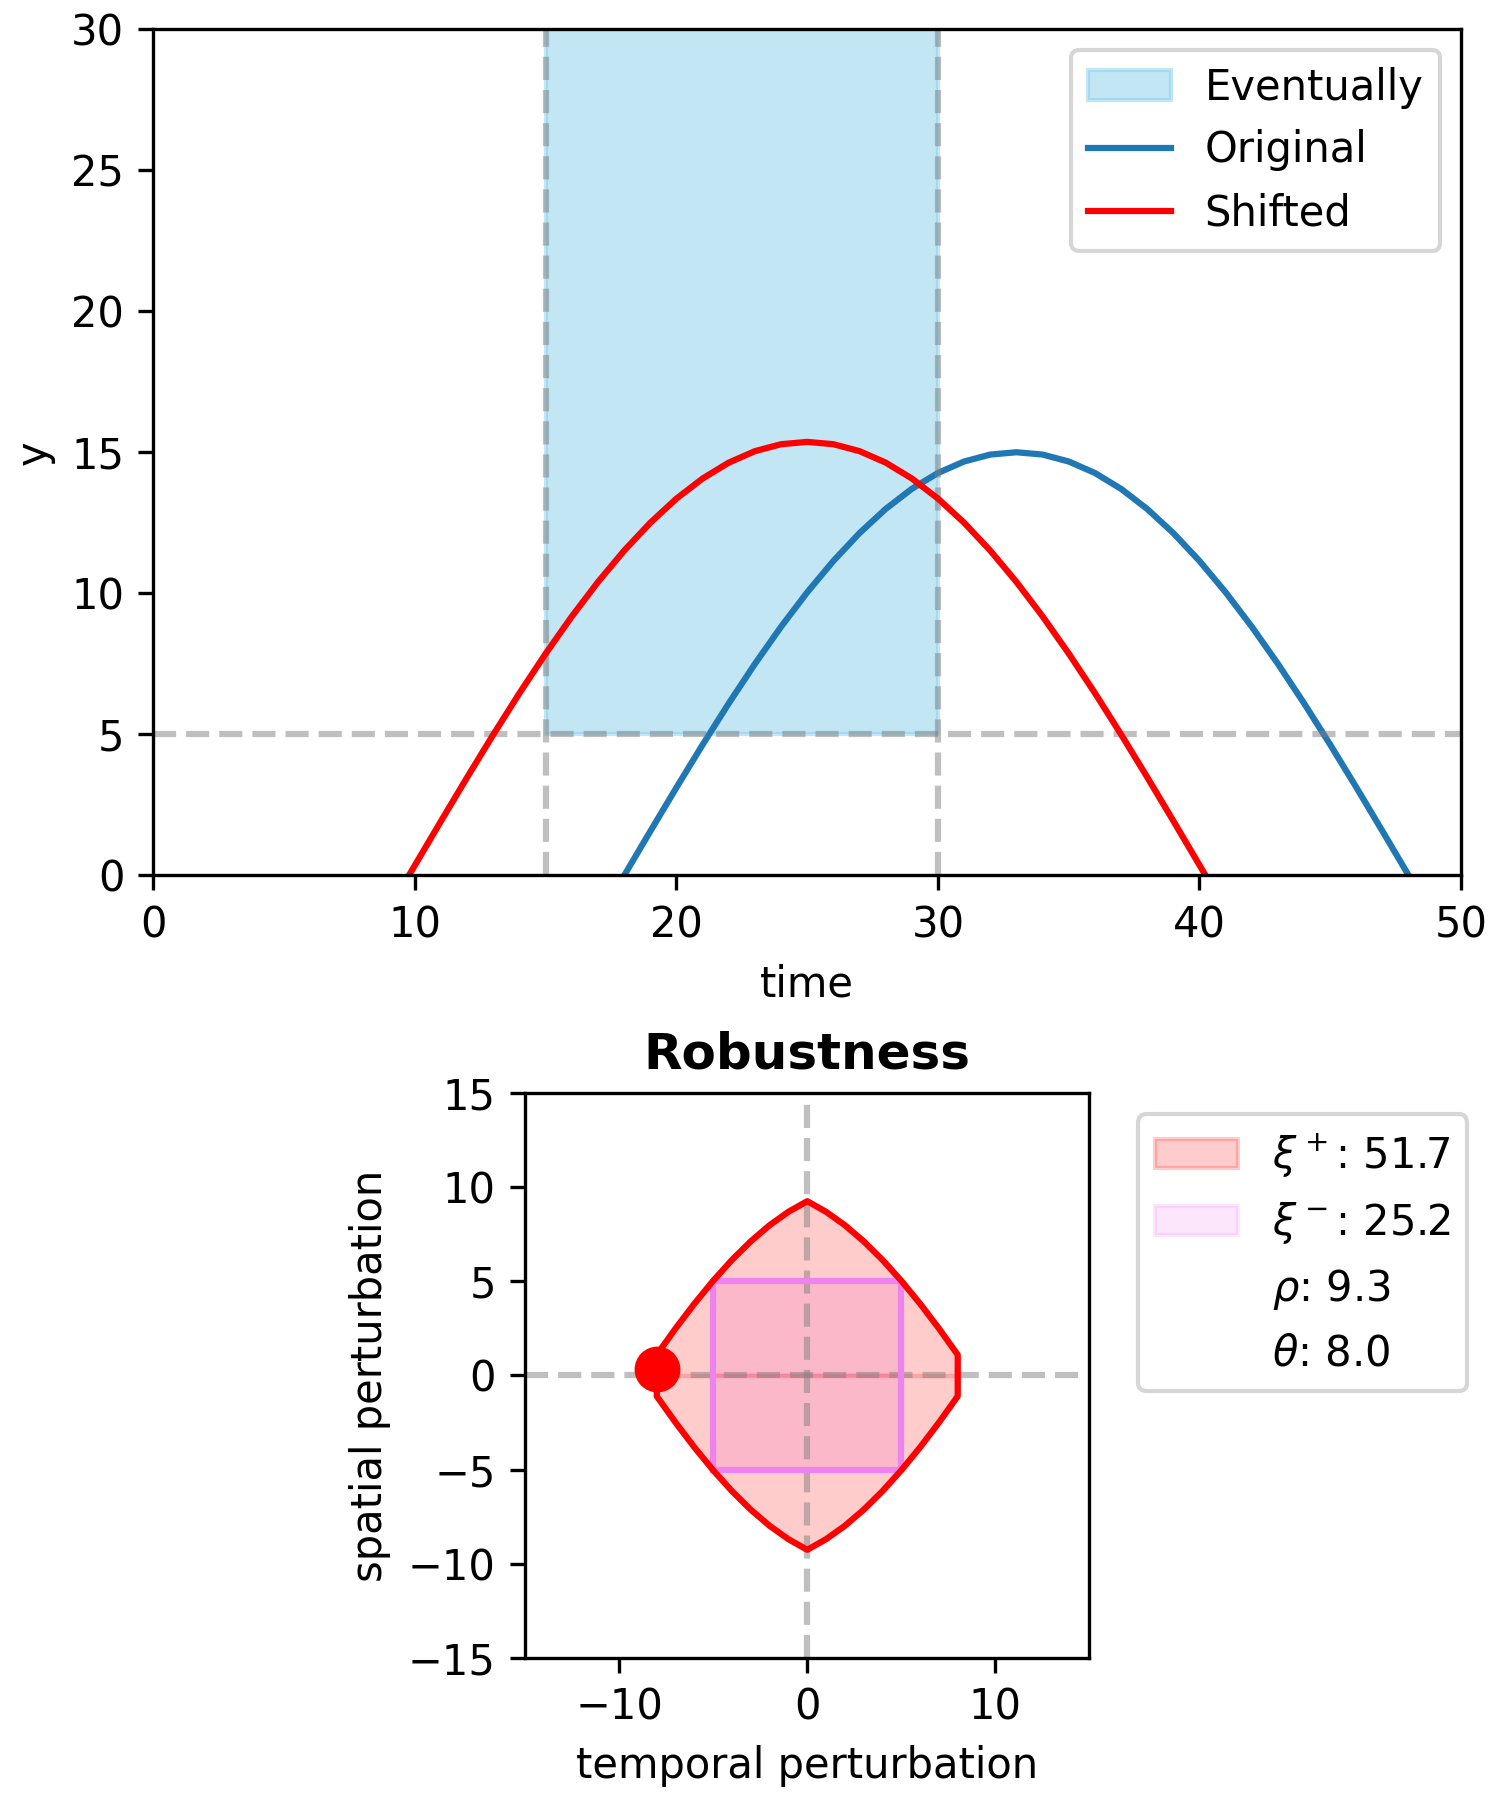 30
25
20
15
10
5
0
y
0 10 20 30 40 50
time
Eventually
Original
Shifted
Robustness
15
10
5
0
−5
−10
−15
spatial perturbation
−10 0 10
temporal perturbation
ξ⁺: 51.7
ξ⁻: 25.2
ρ: 9.3
θ: 8.0